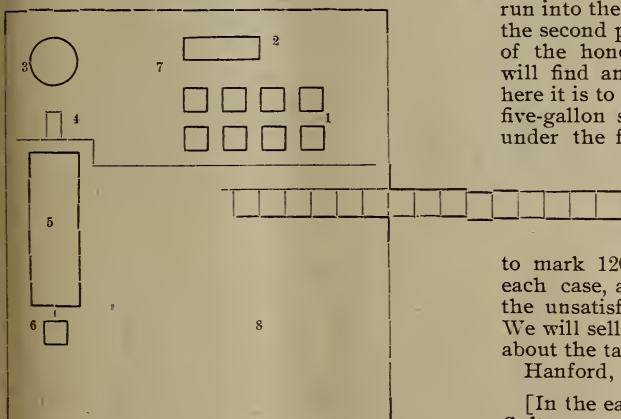 2
3
7
4
1
5
6
8
run into the
the second p
of the hone
will find an
here it is to
five-gallon s
under the f
to mark 120
each case, a
the unsatisf
We will sell
about the ta
Hanford,
[In the ea